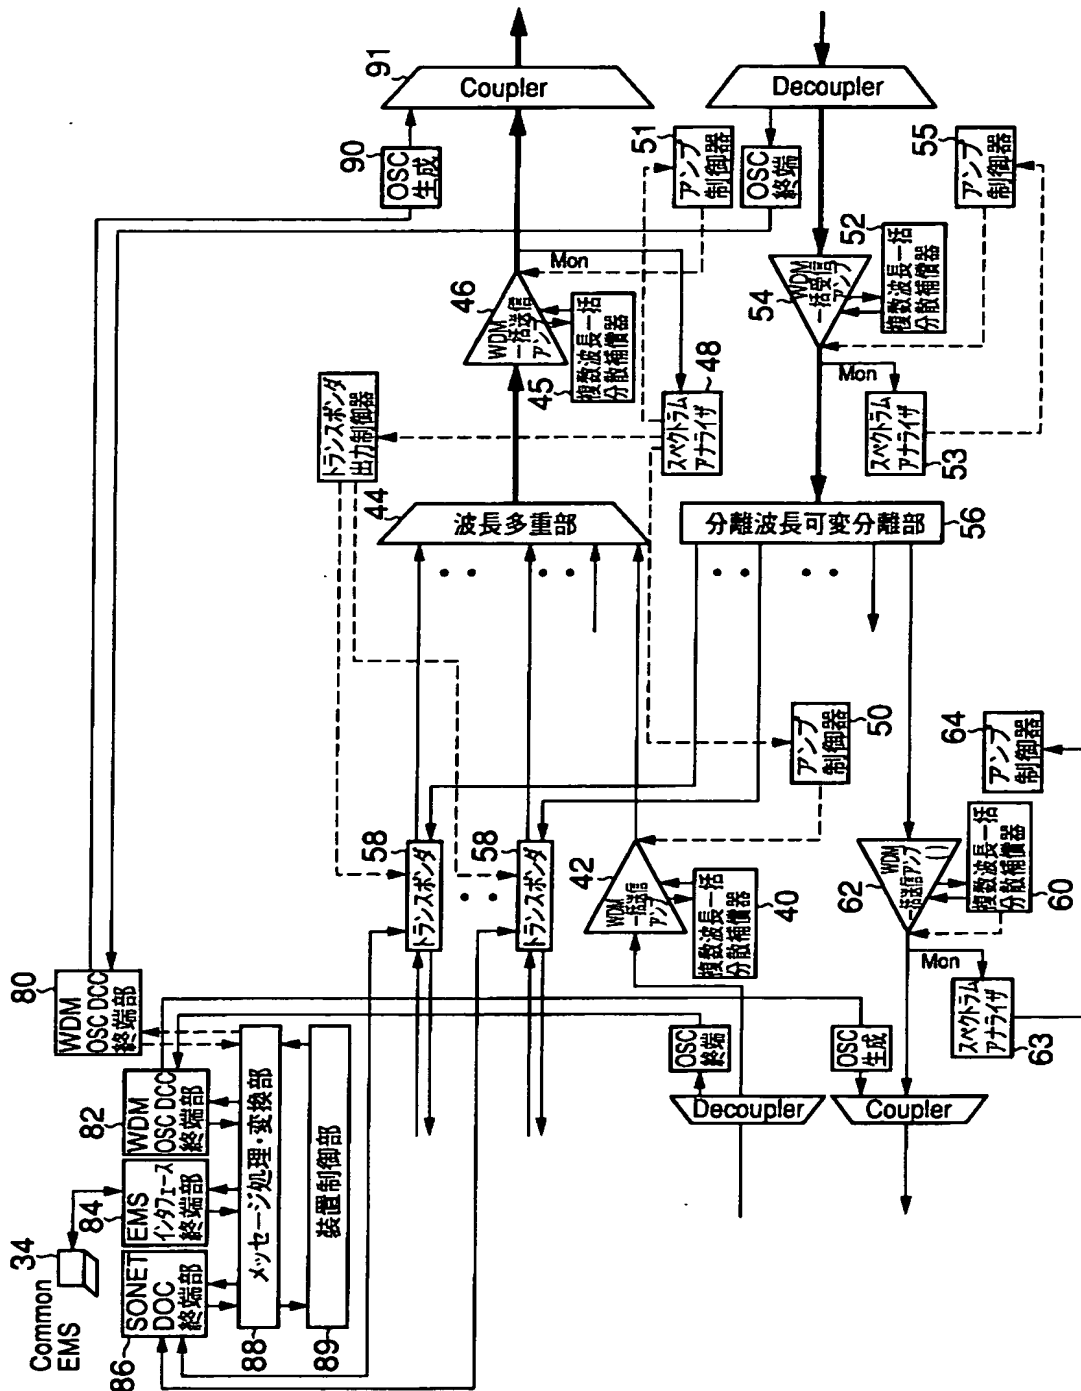 Common
EMS
34
86
SONET
DOC
終端部
84
EMS
インタフェース
終端部
82
WDM
OSC DCC
終端部
80
WDM
OSC DCC
終端部
88
メッセージ処理・変換部
89
装置制御部
トランスポンダ
出力制御器
90
OSC
生成
91
Coupler
58
トランスポンダ
58
トランスポンダ
44
波長多重部
46
WDM
一括送信
アンプ
45
複数波長一括
分散補償器
Mon
48
スペクトラム
アナライザ
51
アンプ
制御器
42
WDM
一括送信
アンプ
40
複数波長一括
分散補償器
50
アンプ
制御器
Decoupler
OSC
終端
54
WDM
一括受信
アンプ
52
複数波長一括
分散補償器
55
アンプ
制御器
Mon
53
スペクトラム
アナライザ
56
分離波長可変分離部
Decoupler
OSC
終端
OSC
生成
Coupler
62
WDM
一括送信アンプ
60
複数波長一括
分散補償器
64
アンプ
制御器
Mon
63
スペクトラム
アナライザ